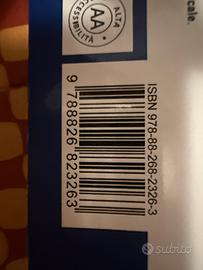 cale.
ALTA
AA
ACCESSIBILITÀ
ISBN 978-88-268-2326-3
9 788826 823263
subito